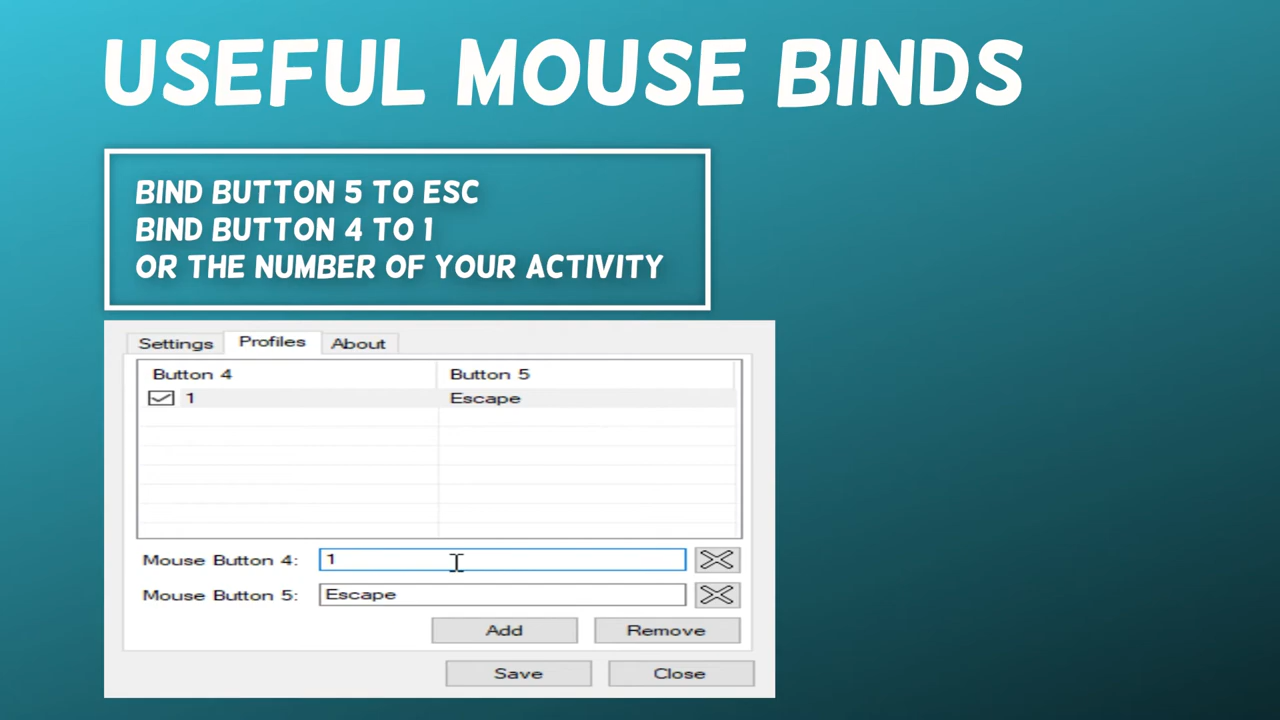 USEFUL MOUSE BINDS
BIND BUTTON 5 TO ESC
BIND BUTTON 4 TO 1
OR THE NUMBER OF YOUR ACTIVITY
Settings Profiles About
Button 4 Button 5
1 Escape
Mouse Button 4: 1
Mouse Button 5: Escape
Add Remove
Save Close